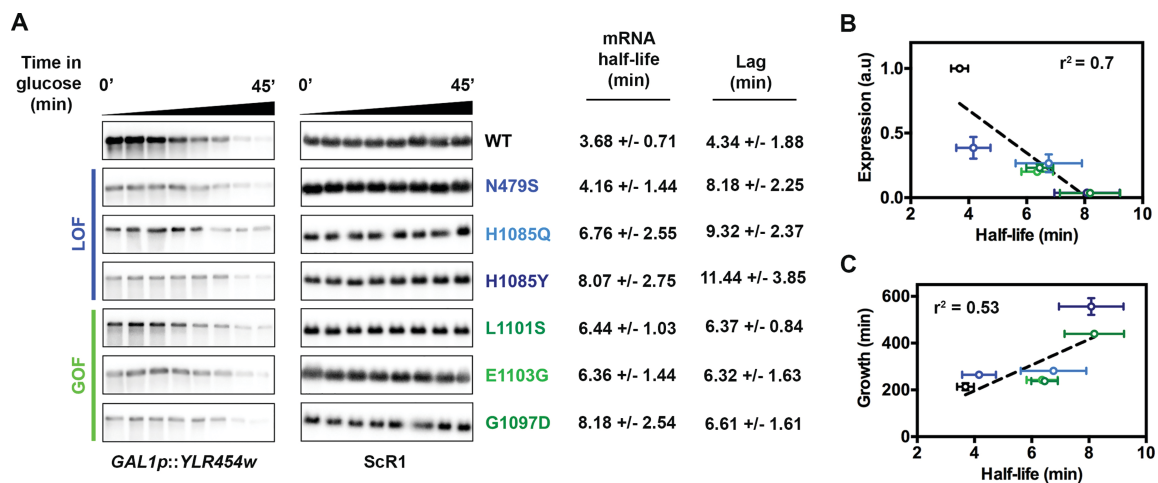 A
Time in
glucose
(min)
0’ 45’ 0’ 45’
mRNA
half-life
(min)
Lag
(min)
WT 3.68 +/- 0.71 4.34 +/- 1.88
LOF
N479S 4.16 +/- 1.44 8.18 +/- 2.25
H1085Q 6.76 +/- 2.55 9.32 +/- 2.37
H1085Y 8.07 +/- 2.75 11.44 +/- 3.85
GOF
L1101S 6.44 +/- 1.03 6.37 +/- 0.84
E1103G 6.36 +/- 1.44 6.32 +/- 1.63
G1097D 8.18 +/- 2.54 6.61 +/- 1.61
GAL1p::YLR454w ScR1
B
Expression (a.u)
1.0
0.5
0.0
r² = 0.7
2 4 6 8 10
Half-life (min)
C
Growth (min)
600
400
200
0
r² = 0.53
2 4 6 8 10
Half-life (min)